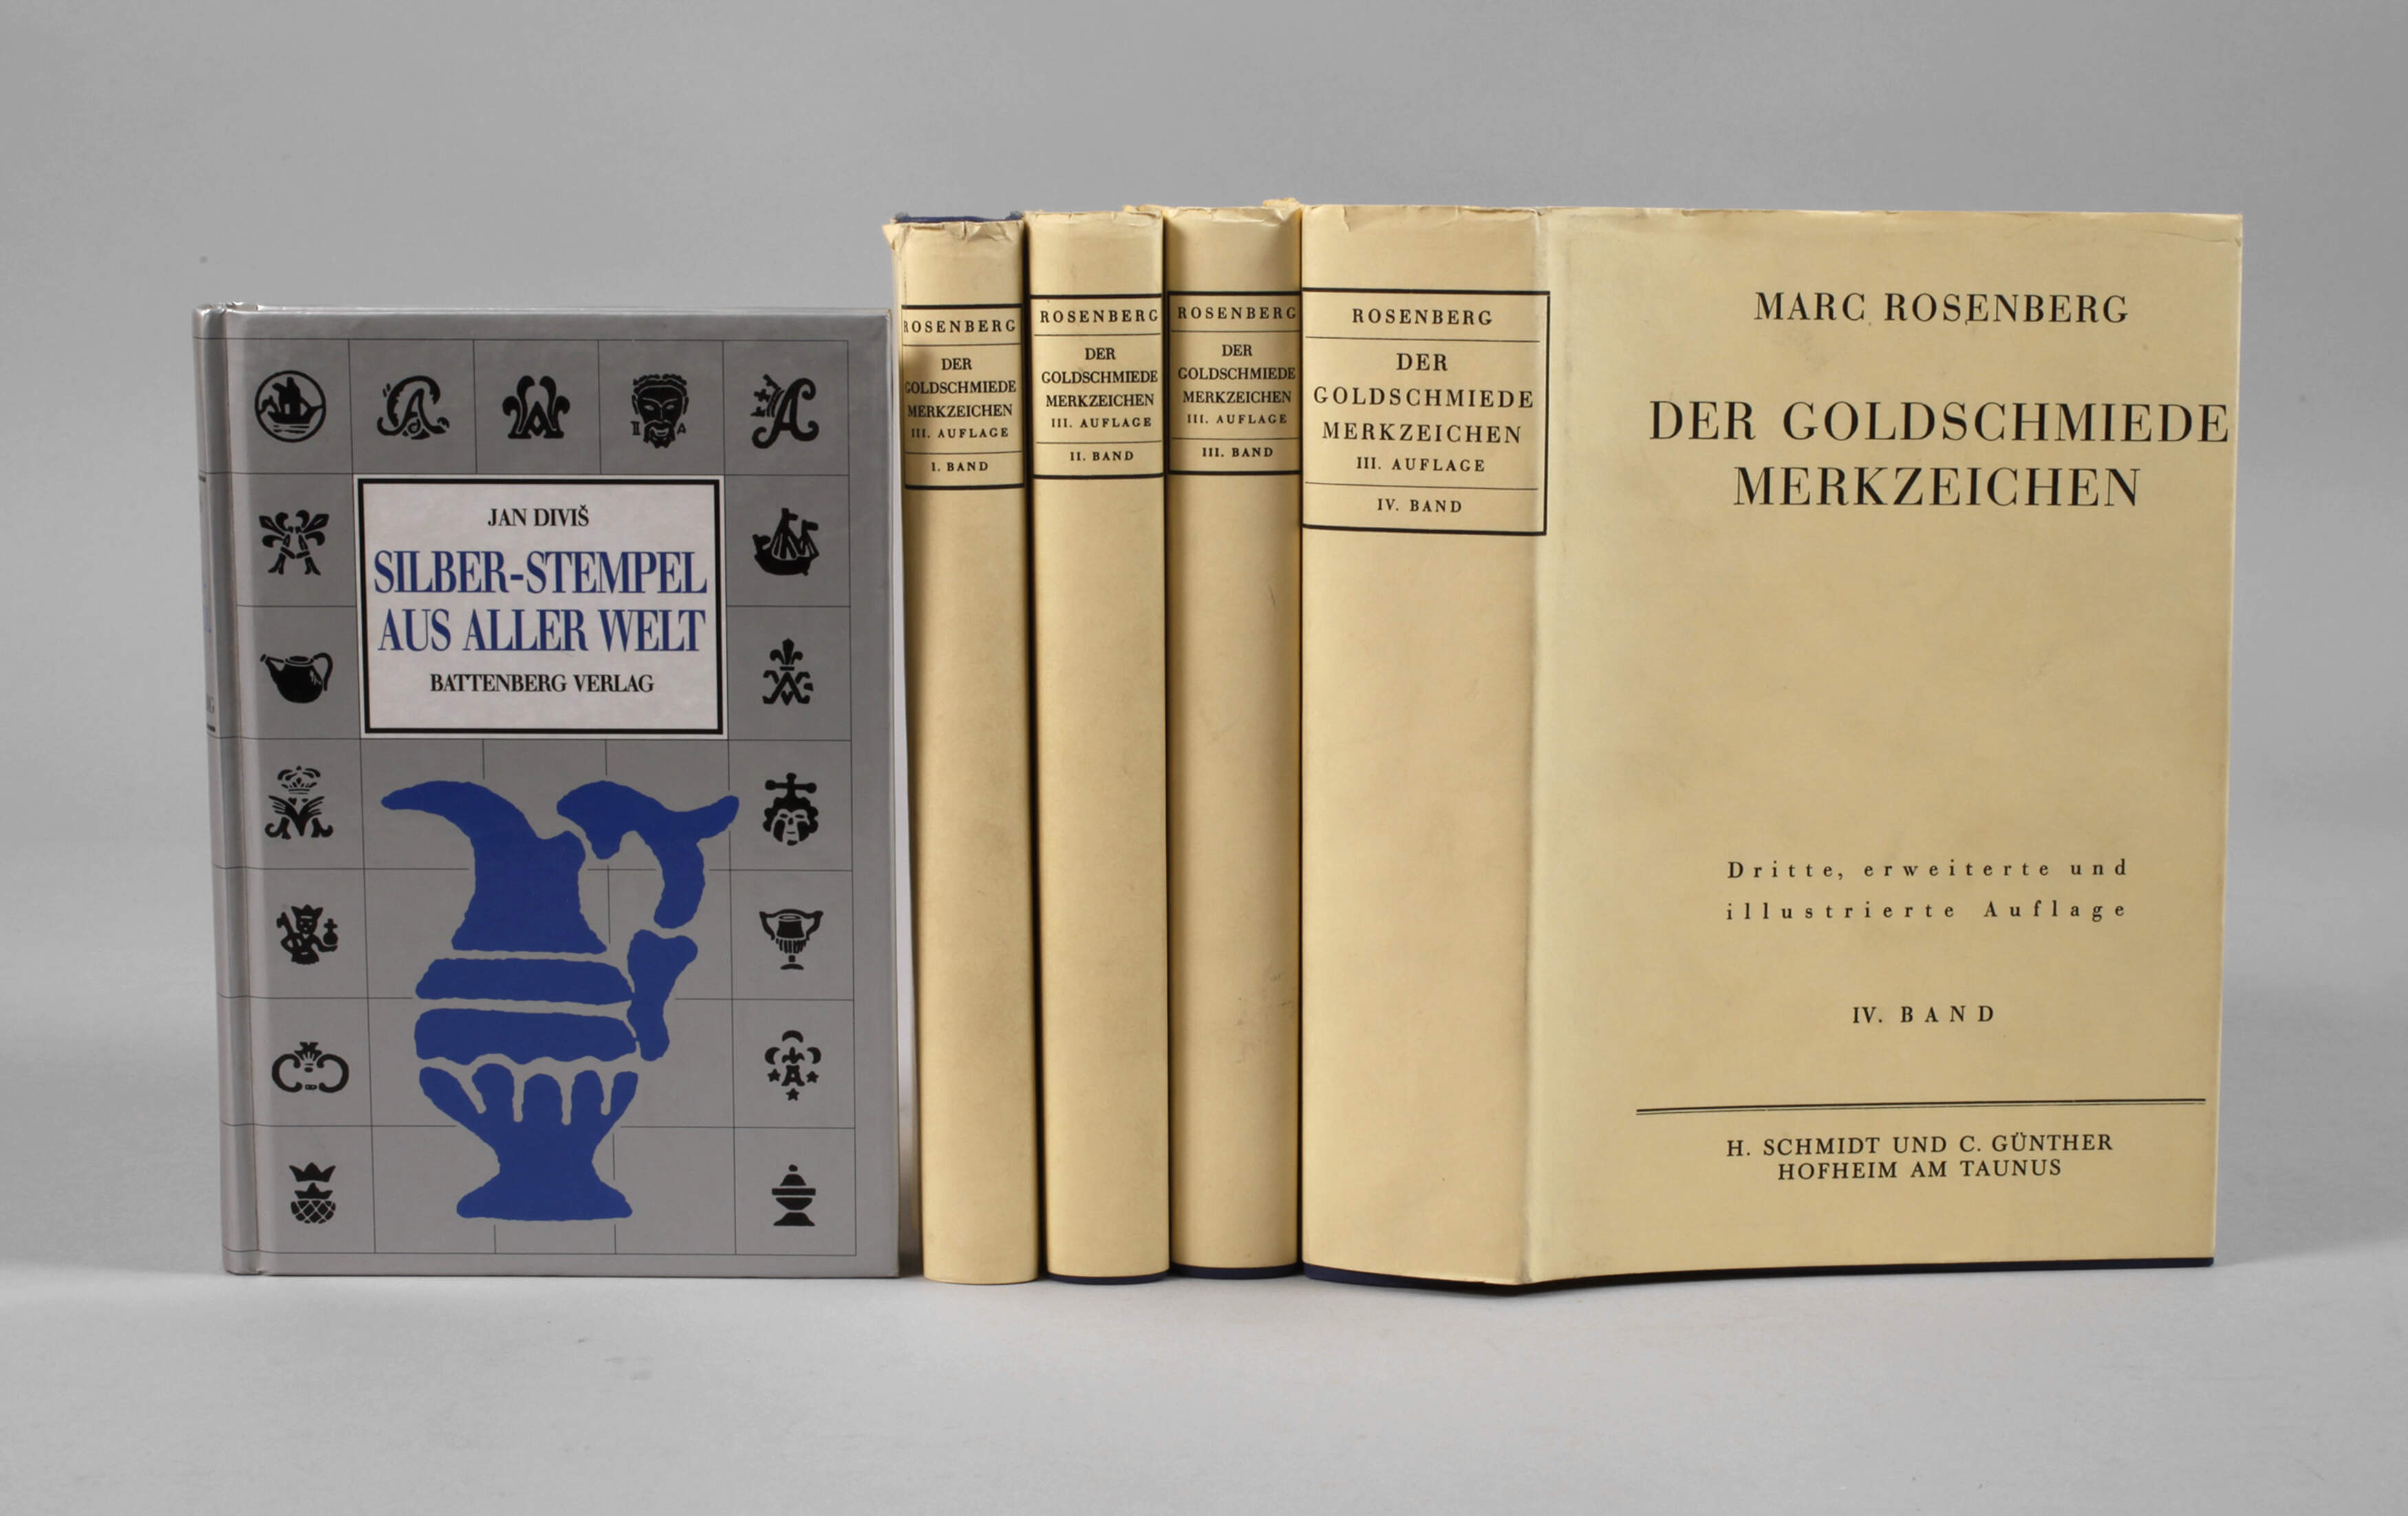 JAN DIVIŠ
SILBER-STEMPEL
AUS ALLER WELT
BATTENBERG VERLAG
ROSENBERG
DER
GOLDSCHMIEDE
MERKZEICHEN
III. AUFLAGE
I. BAND
ROSENBERG
DER
GOLDSCHMIEDE
MERKZEICHEN
III. AUFLAGE
II. BAND
ROSENBERG
DER
GOLDSCHMIEDE
MERKZEICHEN
III. AUFLAGE
III. BAND
ROSENBERG
DER
GOLDSCHMIEDE
MERKZEICHEN
III. AUFLAGE
IV. BAND
MARC ROSENBERG
DER GOLDSCHMIEDE
MERKZEICHEN
Dritte, erweiterte und
illustrierte Auflage
IV. BAND
H. SCHMIDT UND C. GÜNTHER
HOFHEIM AM TAUNUS